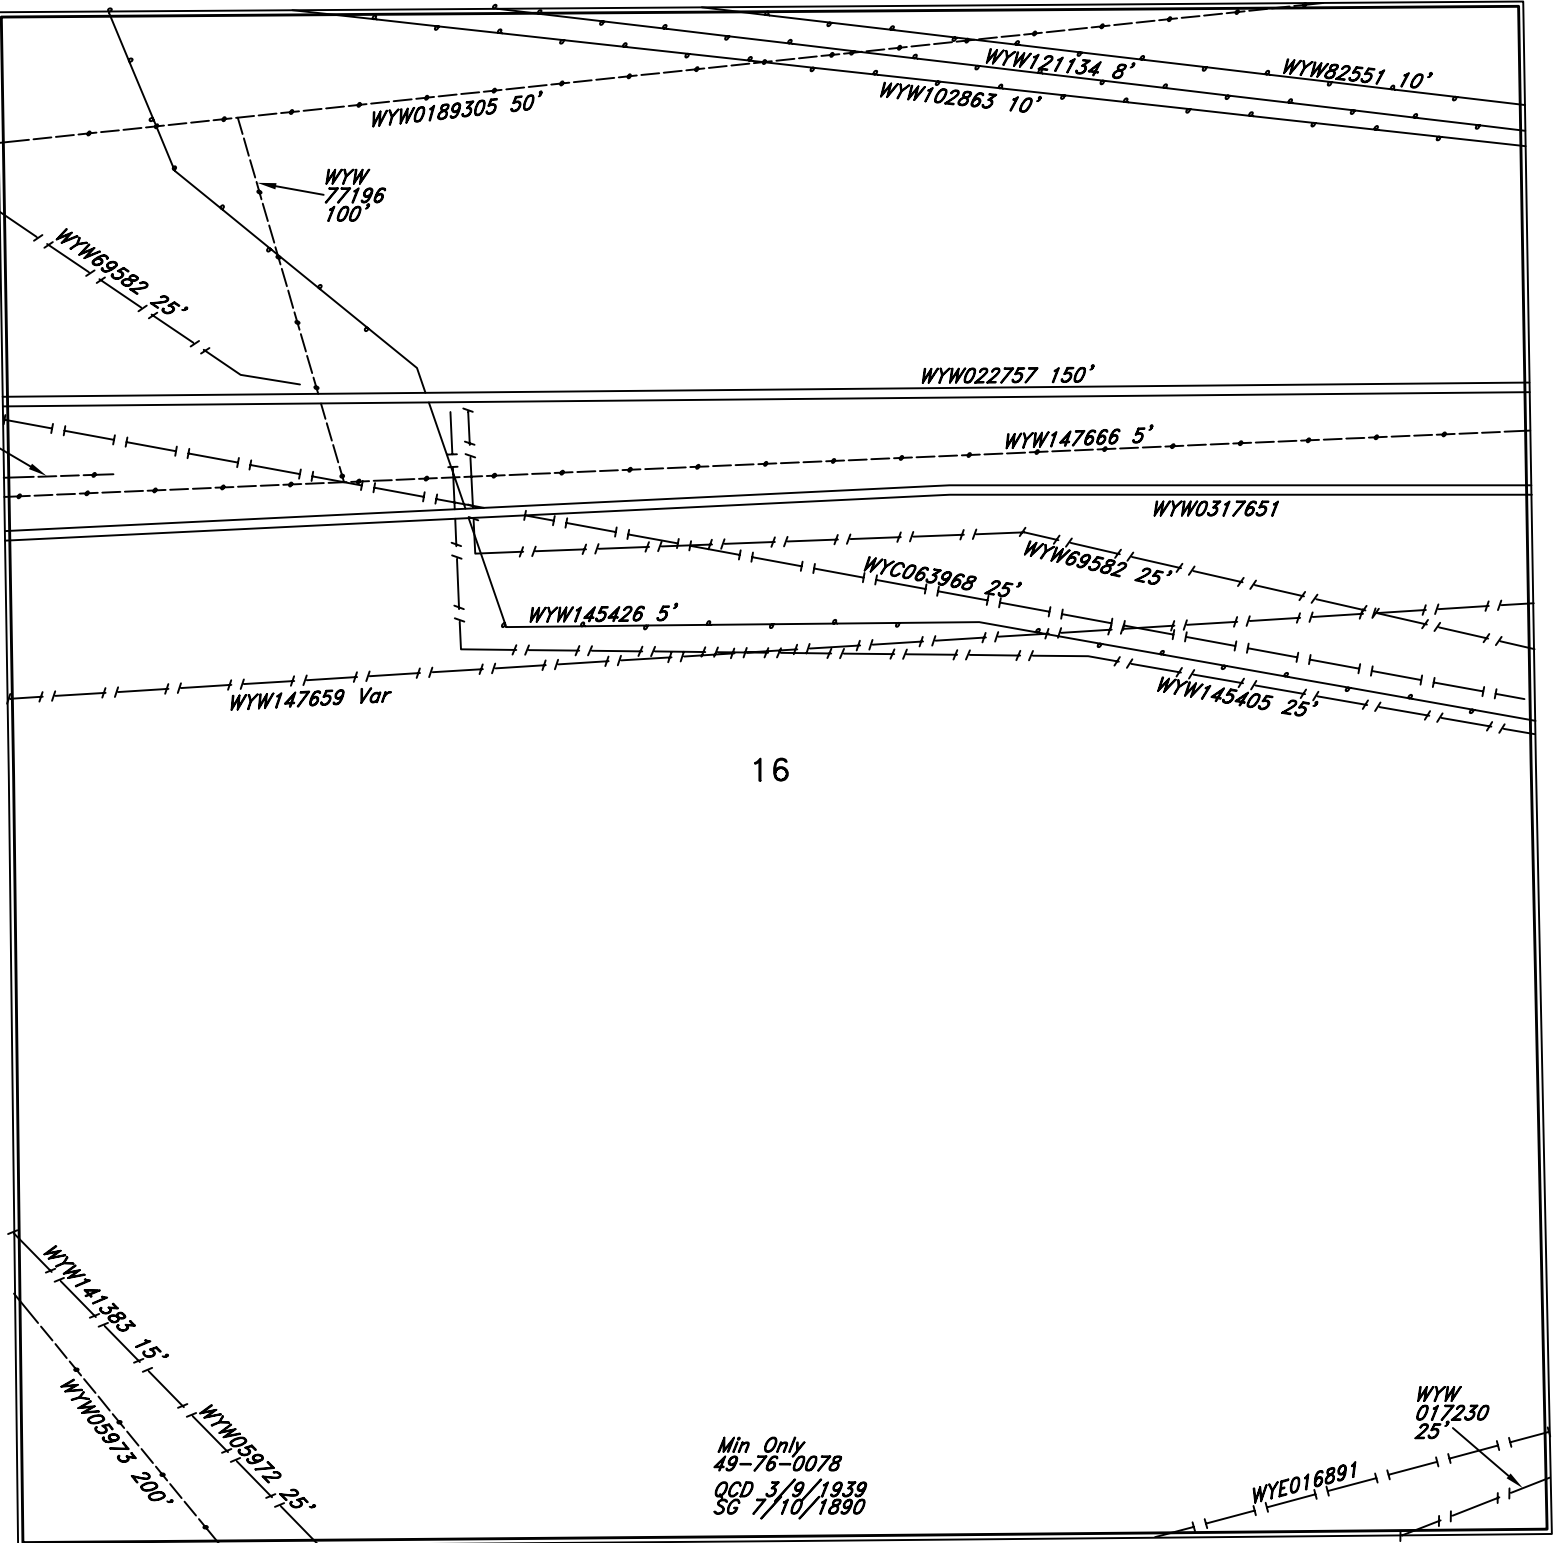 WYW121134 8'
WYW82551 10'
WYW102863 10'
WYW0189305 50'
WYW
77196
100'
WYW69582 25'
WYW022757 150'
WYW147666 5'
WYW0317651
WYW69582 25'
WYC063968 25'
WYW145426 5'
WYW147659 Var
WYW145405 25'
16
WYW141383 15'
WYW05973 200'
WYW05972 25'
Min Only
49-76-0078
QCD 3/9/1939
SG 7/10/1890
WYW
017230
25'
WYE016891